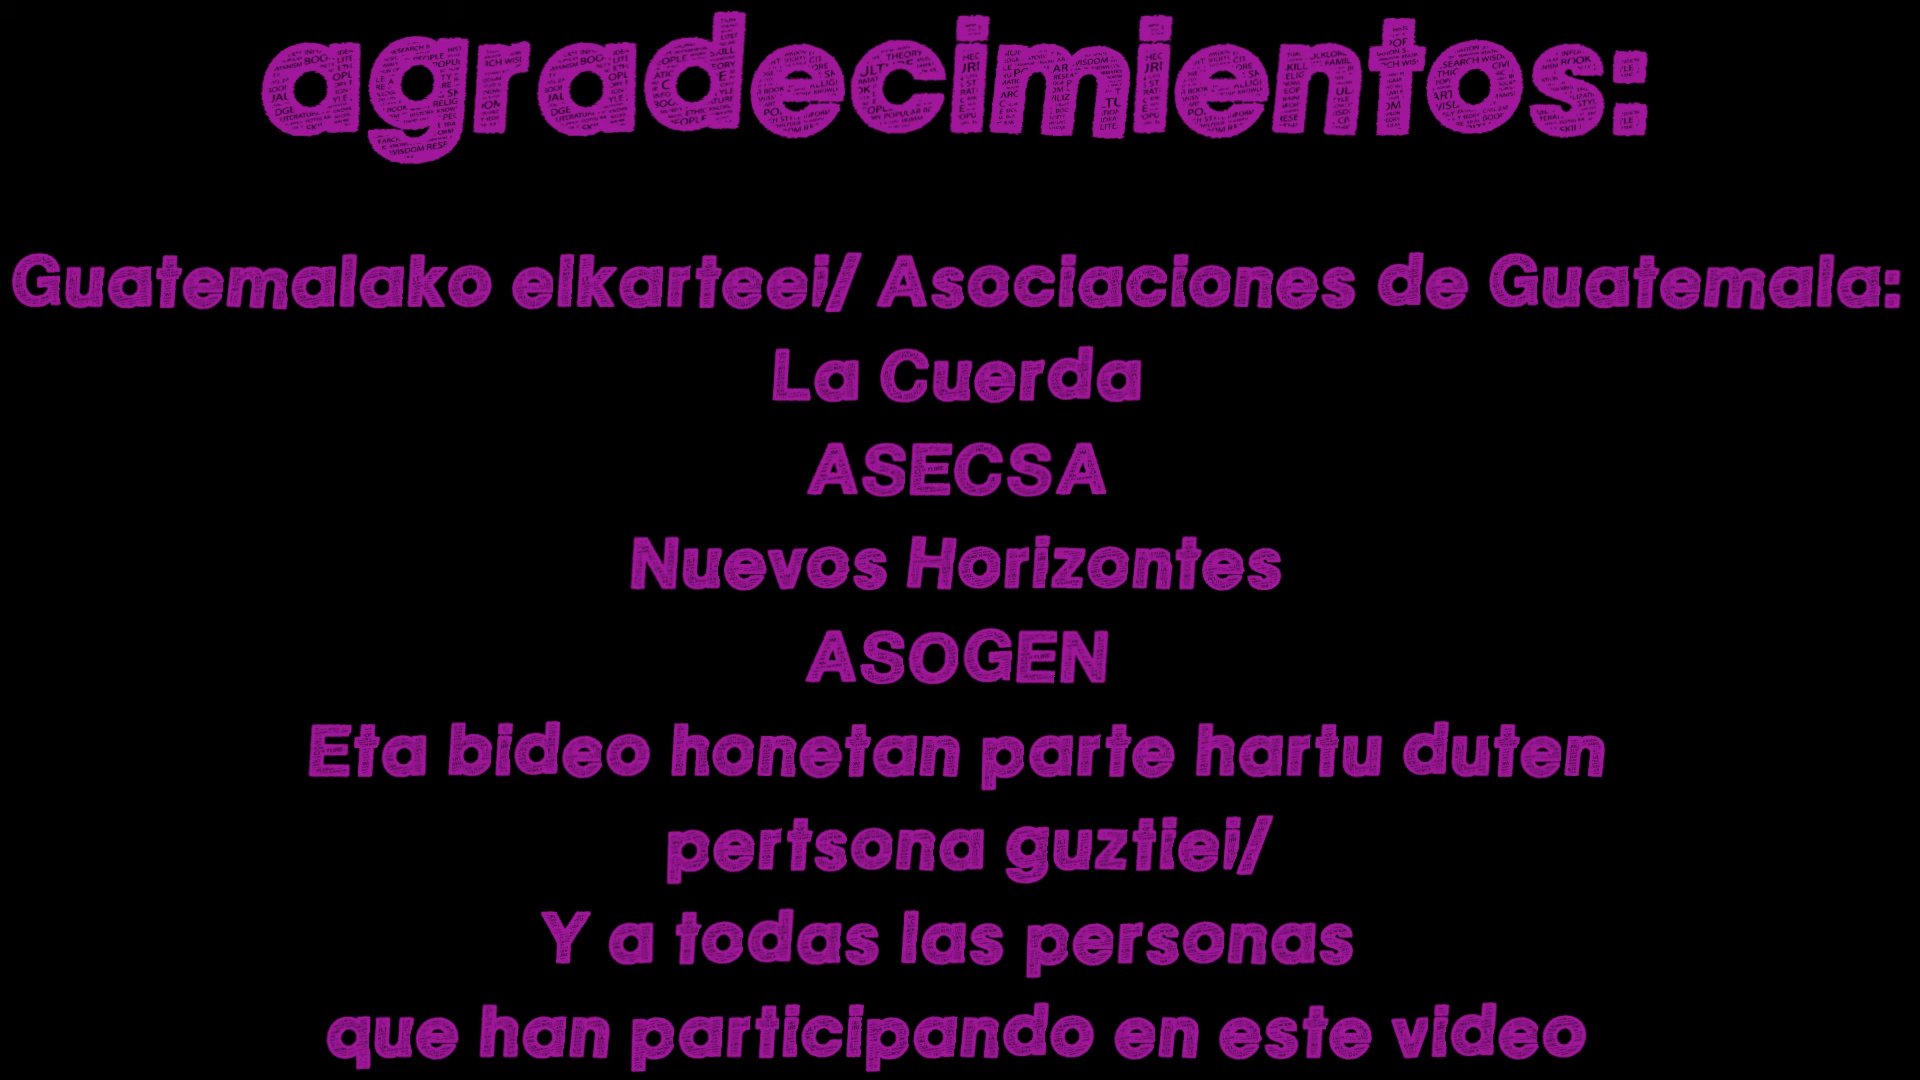 agradecimientos:
Guatemalako elkarteei/ Asociaciones de Guatemala:
La Cuerda
ASECSA
Nuevos Horizontes
ASOGEN
Eta bideo honetan parte hartu duten
pertsona guztiei/
Y a todas las personas
que han participando en este video